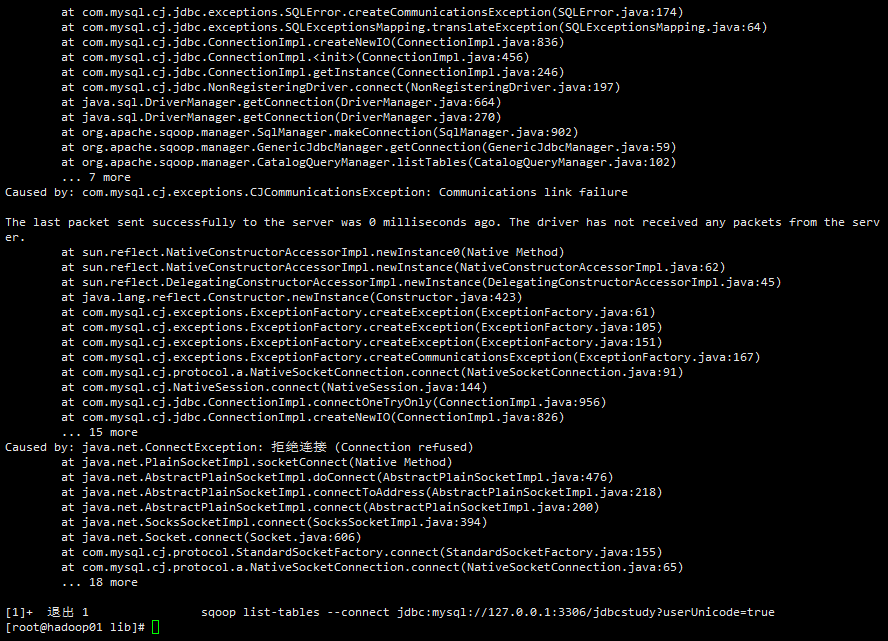 at com.mysql.cj.jdbc.exceptions.SQLError.createCommunicationsException(SQLError.java:174)
at com.mysql.cj.jdbc.exceptions.SQLExceptionsMapping.translateException(SQLExceptionsMapping.java:64)
at com.mysql.cj.jdbc.ConnectionImpl.createNewIO(ConnectionImpl.java:836)
at com.mysql.cj.jdbc.ConnectionImpl.<init>(ConnectionImpl.java:456)
at com.mysql.cj.jdbc.ConnectionImpl.getInstance(ConnectionImpl.java:246)
at com.mysql.cj.jdbc.NonRegisteringDriver.connect(NonRegisteringDriver.java:197)
at java.sql.DriverManager.getConnection(DriverManager.java:664)
at java.sql.DriverManager.getConnection(DriverManager.java:270)
at org.apache.sqoop.manager.SqlManager.makeConnection(SqlManager.java:902)
at org.apache.sqoop.manager.GenericJdbcManager.getConnection(GenericJdbcManager.java:59)
at org.apache.sqoop.manager.CatalogQueryManager.listTables(CatalogQueryManager.java:102)
... 7 more
Caused by: com.mysql.cj.exceptions.CJCommunicationsException: Communications link failure
The last packet sent successfully to the server was 0 milliseconds ago. The driver has not received any packets from the serv
er.
at sun.reflect.NativeConstructorAccessorImpl.newInstance0(Native Method)
at sun.reflect.NativeConstructorAccessorImpl.newInstance(NativeConstructorAccessorImpl.java:62)
at sun.reflect.DelegatingConstructorAccessorImpl.newInstance(DelegatingConstructorAccessorImpl.java:45)
at java.lang.reflect.Constructor.newInstance(Constructor.java:423)
at com.mysql.cj.exceptions.ExceptionFactory.createException(ExceptionFactory.java:61)
at com.mysql.cj.exceptions.ExceptionFactory.createException(ExceptionFactory.java:105)
at com.mysql.cj.exceptions.ExceptionFactory.createException(ExceptionFactory.java:151)
at com.mysql.cj.exceptions.ExceptionFactory.createCommunicationsException(ExceptionFactory.java:167)
at com.mysql.cj.protocol.a.NativeSocketConnection.connect(NativeSocketConnection.java:91)
at com.mysql.cj.NativeSession.connect(NativeSession.java:144)
at com.mysql.cj.jdbc.ConnectionImpl.connectOneTryOnly(ConnectionImpl.java:956)
at com.mysql.cj.jdbc.ConnectionImpl.createNewIO(ConnectionImpl.java:826)
... 15 more
Caused by: java.net.ConnectException: 拒绝连接 (Connection refused)
at java.net.PlainSocketImpl.socketConnect(Native Method)
at java.net.AbstractPlainSocketImpl.doConnect(AbstractPlainSocketImpl.java:476)
at java.net.AbstractPlainSocketImpl.connectToAddress(AbstractPlainSocketImpl.java:218)
at java.net.AbstractPlainSocketImpl.connect(AbstractPlainSocketImpl.java:200)
at java.net.SocksSocketImpl.connect(SocksSocketImpl.java:394)
at java.net.Socket.connect(Socket.java:606)
at com.mysql.cj.protocol.StandardSocketFactory.connect(StandardSocketFactory.java:155)
at com.mysql.cj.protocol.a.NativeSocketConnection.connect(NativeSocketConnection.java:65)
... 18 more
[1]+  退出 1                sqoop list-tables --connect jdbc:mysql://127.0.0.1:3306/jdbcstudy?userUnicode=true
[root@hadoop01 lib]#